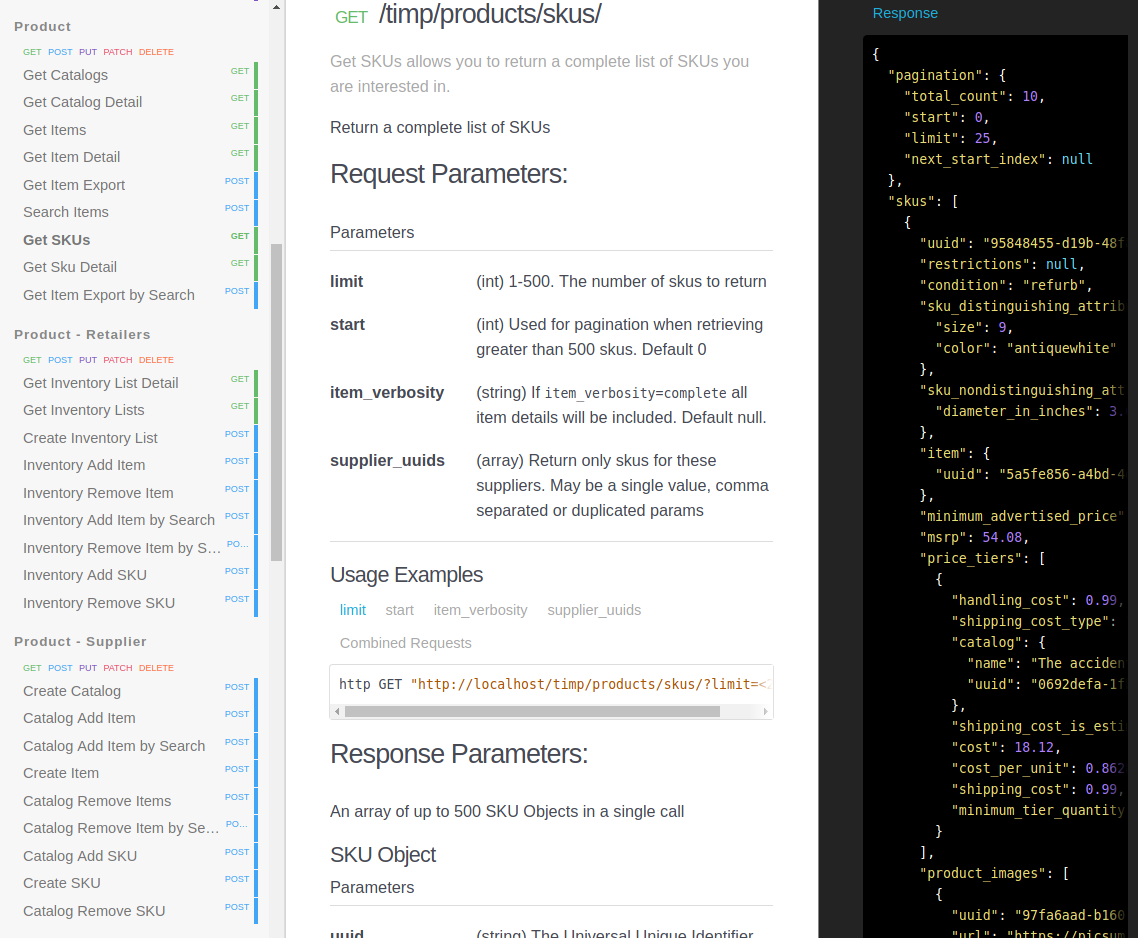 Product
GET POST PUT PATCH DELETE
Get Catalogs GET
Get Catalog Detail GET
Get Items GET
Get Item Detail GET
Get Item Export POST
Search Items POST
Get SKUs GET
Get Sku Detail GET
Get Item Export by Search POST
Product - Retailers
GET POST PUT PATCH DELETE
Get Inventory List Detail GET
Get Inventory Lists GET
Create Inventory List POST
Inventory Add Item POST
Inventory Remove Item POST
Inventory Add Item by Search POST
Inventory Remove Item by S... PO...
Inventory Add SKU POST
Inventory Remove SKU POST
Product - Supplier
GET POST PUT PATCH DELETE
Create Catalog POST
Catalog Add Item POST
Catalog Add Item by Search POST
Create Item POST
Catalog Remove Items POST
Catalog Remove Item by Se... PO...
Catalog Add SKU POST
Create SKU POST
Catalog Remove SKU POST
GET /timp/products/skus/
Get SKUs allows you to return a complete list of SKUs you
are interested in.
Return a complete list of SKUs
Request Parameters:
Parameters
limit (int) 1-500. The number of skus to return
start (int) Used for pagination when retrieving
greater than 500 skus. Default 0
item_verbosity (string) If item_verbosity=complete all
item details will be included. Default null.
supplier_uuids (array) Return only skus for these
suppliers. May be a single value, comma
separated or duplicated params
Usage Examples
limit start item_verbosity supplier_uuids
Combined Requests
http GET "http://localhost/timp/products/skus/?limit=<
Response Parameters:
An array of up to 500 SKU Objects in a single call
SKU Object
Parameters
uuid (string) The Universal Unique Identifier
Response
{
"pagination": {
"total_count": 10,
"start": 0,
"limit": 25,
"next_start_index": null
},
"skus": [
{
"uuid": "95848455-d19b-48f
"restrictions": null,
"condition": "refurb",
"sku_distinguishing_attrib
"size": 9,
"color": "antiquewhite"
},
"sku_nondistinguishing_att
"diameter_in_inches": 3.
},
"item": {
"uuid": "5a5fe856-a4bd-4
},
"minimum_advertised_price"
"msrp": 54.08,
"price_tiers": [
{
"handling_cost": 0.99,
"shipping_cost_type":
"catalog": {
"name": "The acciden
"uuid": "0692defa-1f
},
"shipping_cost_is_esti
"cost": 18.12,
"cost_per_unit": 0.862
"shipping_cost": 0.99,
"minimum_tier_quantity
}
],
"product_images": [
{
"uuid": "97fa6aad-b160
"url": "https://picsum